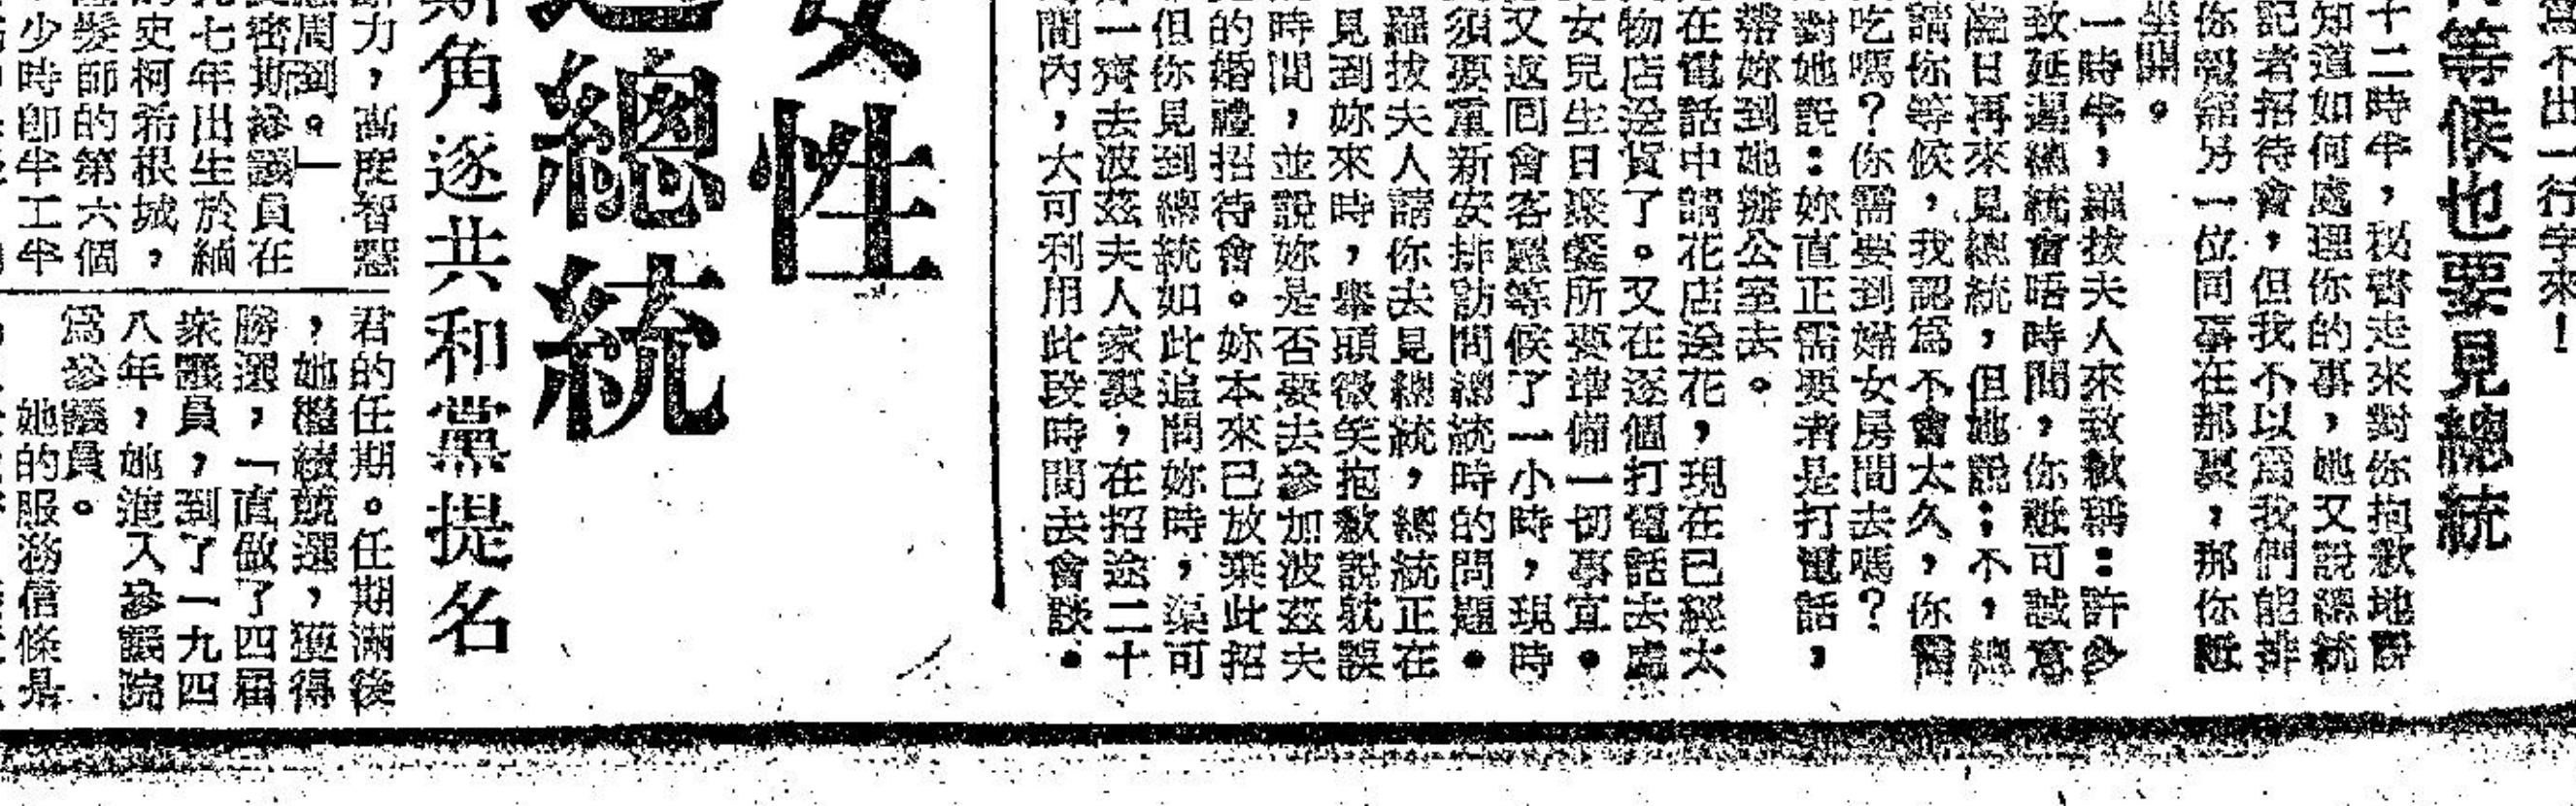 爲不出一行字來！
等候也要見總統
十二時半，秘書走來對你抱歉地說
知道如何處理你的事，她又說總統
記者招待會，但我不以爲我們能排
你報館另一位同事在那裏，那你
坐開。
一時半，羅拔夫人來致歉稱：許多
致延遲總統會晤時間，你
日再來見總統，但她說：不，總
請你等候，我認爲不會太久，你
吃嗎？你需要到婦女房間去嗎？
對她說：妳直正需要者是打電話，
帶妳到她辦公室去。
在電話中請花店送花，現在已經太
物店送貨了。又在逐個打電話去
女兒生日聚餐所要準備一切事宜。
又返回會客廳等候了一小時，現時
須要重新安排訪問總統時的問題。
羅拔夫人請你去見總統，總統正在
見到妳來時，舉頭微笑抱歉說躭誤
時間，並說妳是否要去參加波茲夫
的婚禮招待會。妳本來已放棄此招
但你見到總統如此追問妳時，渠可
一齊去波茲夫人家裏，在招途二十
間內，大可利用此段時間去會談。
女性
總統
斯角逐共和黨提名
力，高度智慧
周到。」
密斯參議員在
九七年出生於緬
的史柯希根城，
髮師的第六個
少時卽半工半
君的任期。任期滿後
，她繼續競選，獲得
勝選，一直做了四屆
衆議員，到了一九四
八年，她進入參議院
爲參議員。
她的服務信條是